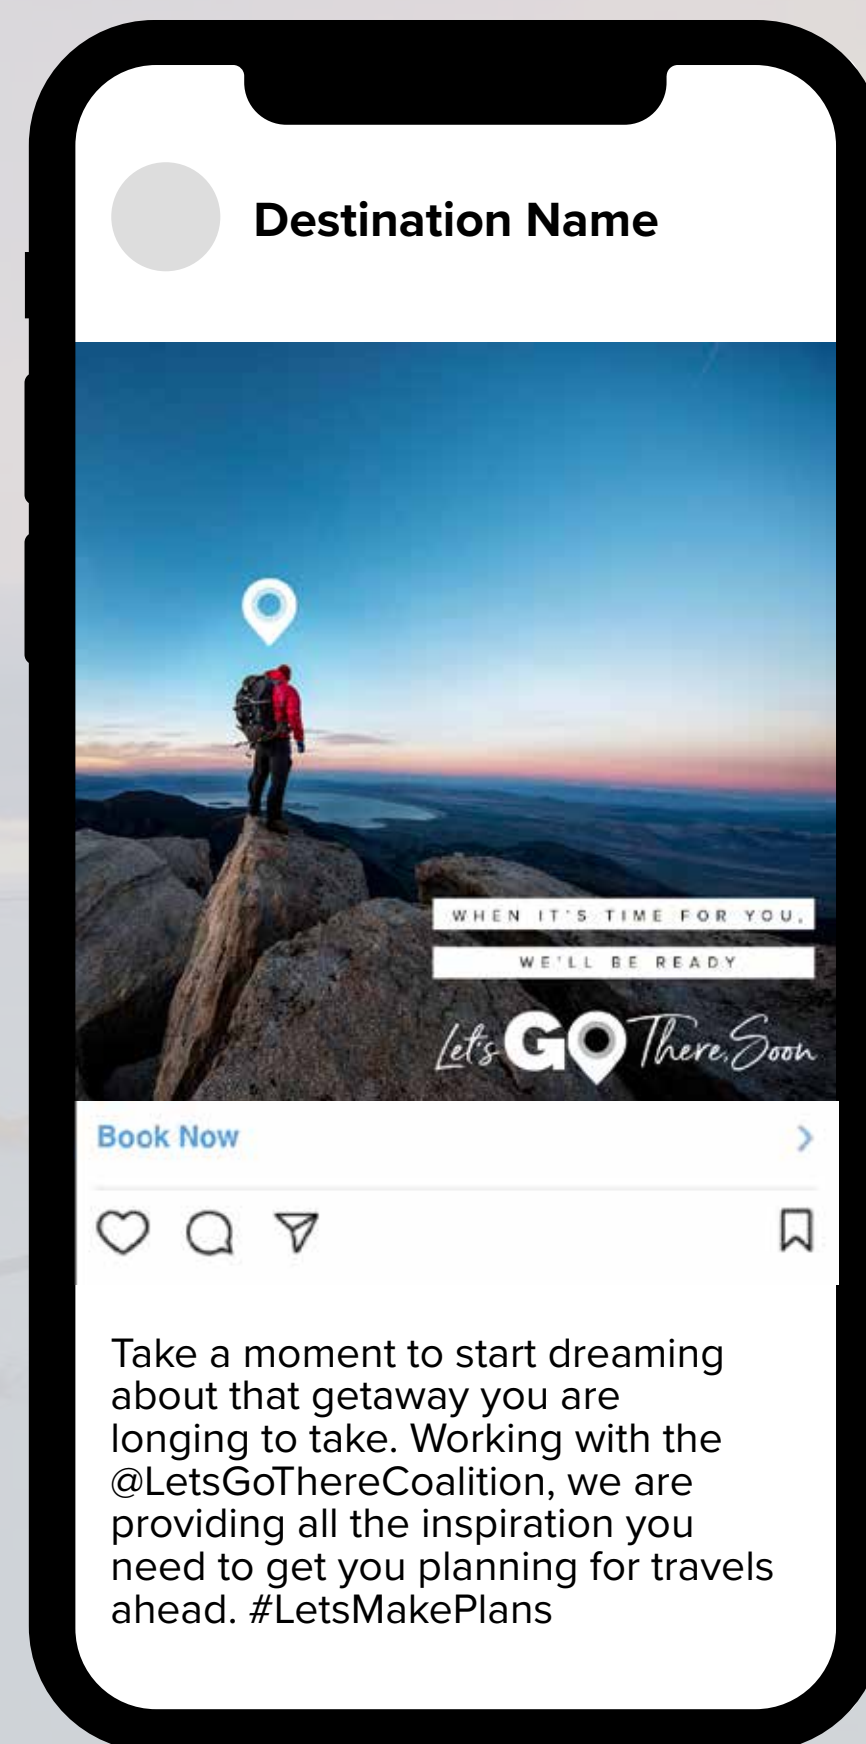 Destination Name
WHEN IT'S TIME FOR YOU,
WE'LL BE READY
Let's GO There, Soon
Book Now
Take a moment to start dreaming
about that getaway you are
longing to take. Working with the
@LetsGoThereCoalition, we are
providing all the inspiration you
need to get you planning for travels
ahead. #LetsMakePlans